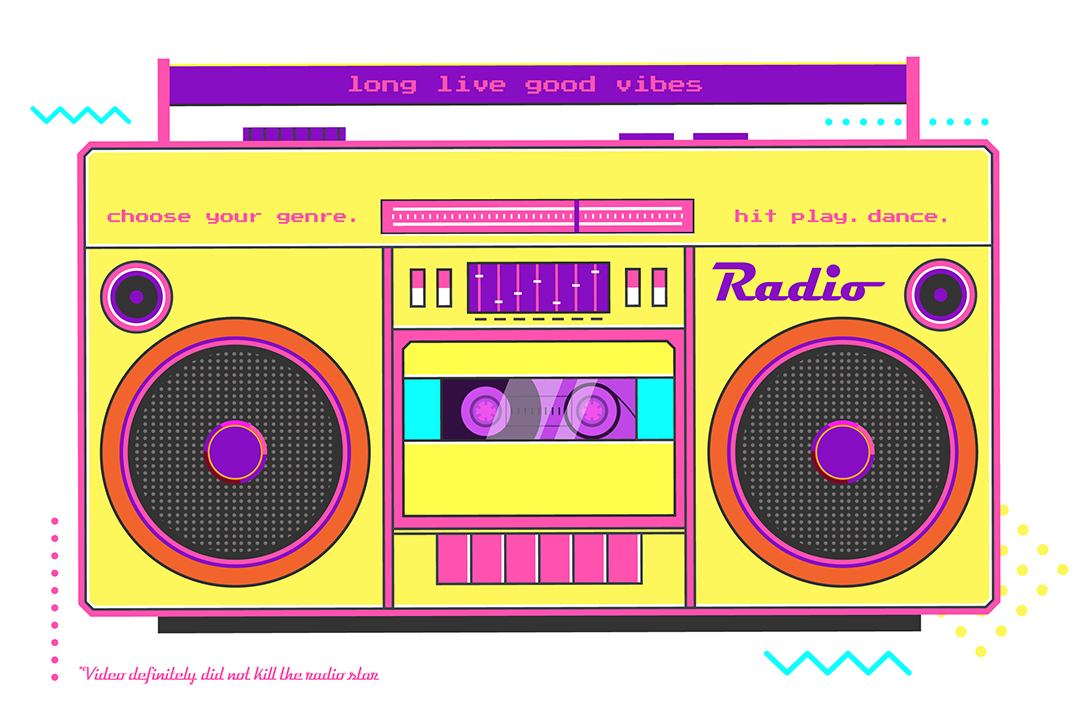 long live good vibes
choose your genre.
hit play. dance.
Radio
"Video definitely did not kill the radio star